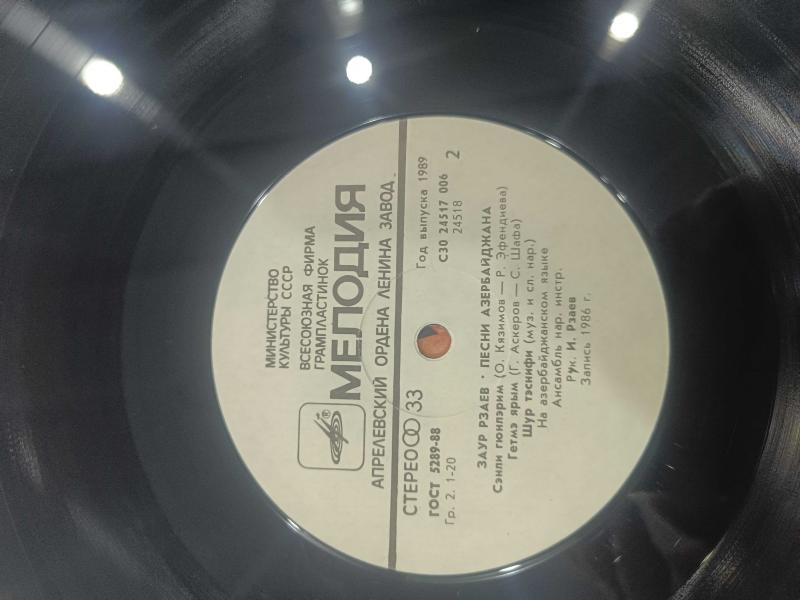 МИНИСТЕРСТВО
КУЛЬТУРЫ СССР
ВСЕСОЮЗНАЯ ФИРМА
ГРАМПЛАСТИНОК
МЕЛОДИЯ
®
АПРЕЛЕВСКИЙ ОРДЕНА ЛЕНИНА ЗАВОД
СТЕРЕО 33
Год выпуска 1989
ГОСТ 5289-88
С30 24517 006
Гр. 2. 1-20
24518
2
ЗАУР РЗАЕВ · ПЕСНИ АЗЕРБАЙДЖАНА
Сэнли гюнлэрим (О. Кязимов — Р. Эфендиева)
Гетмэ ярым (Г. Аскеров — С. Шафа)
Шур тэснифи (муз. и сл. нар.)
На азербайджанском языке
Ансамбль нар. инстр.
Рук. И. Рзаев
Запись 1986 г.